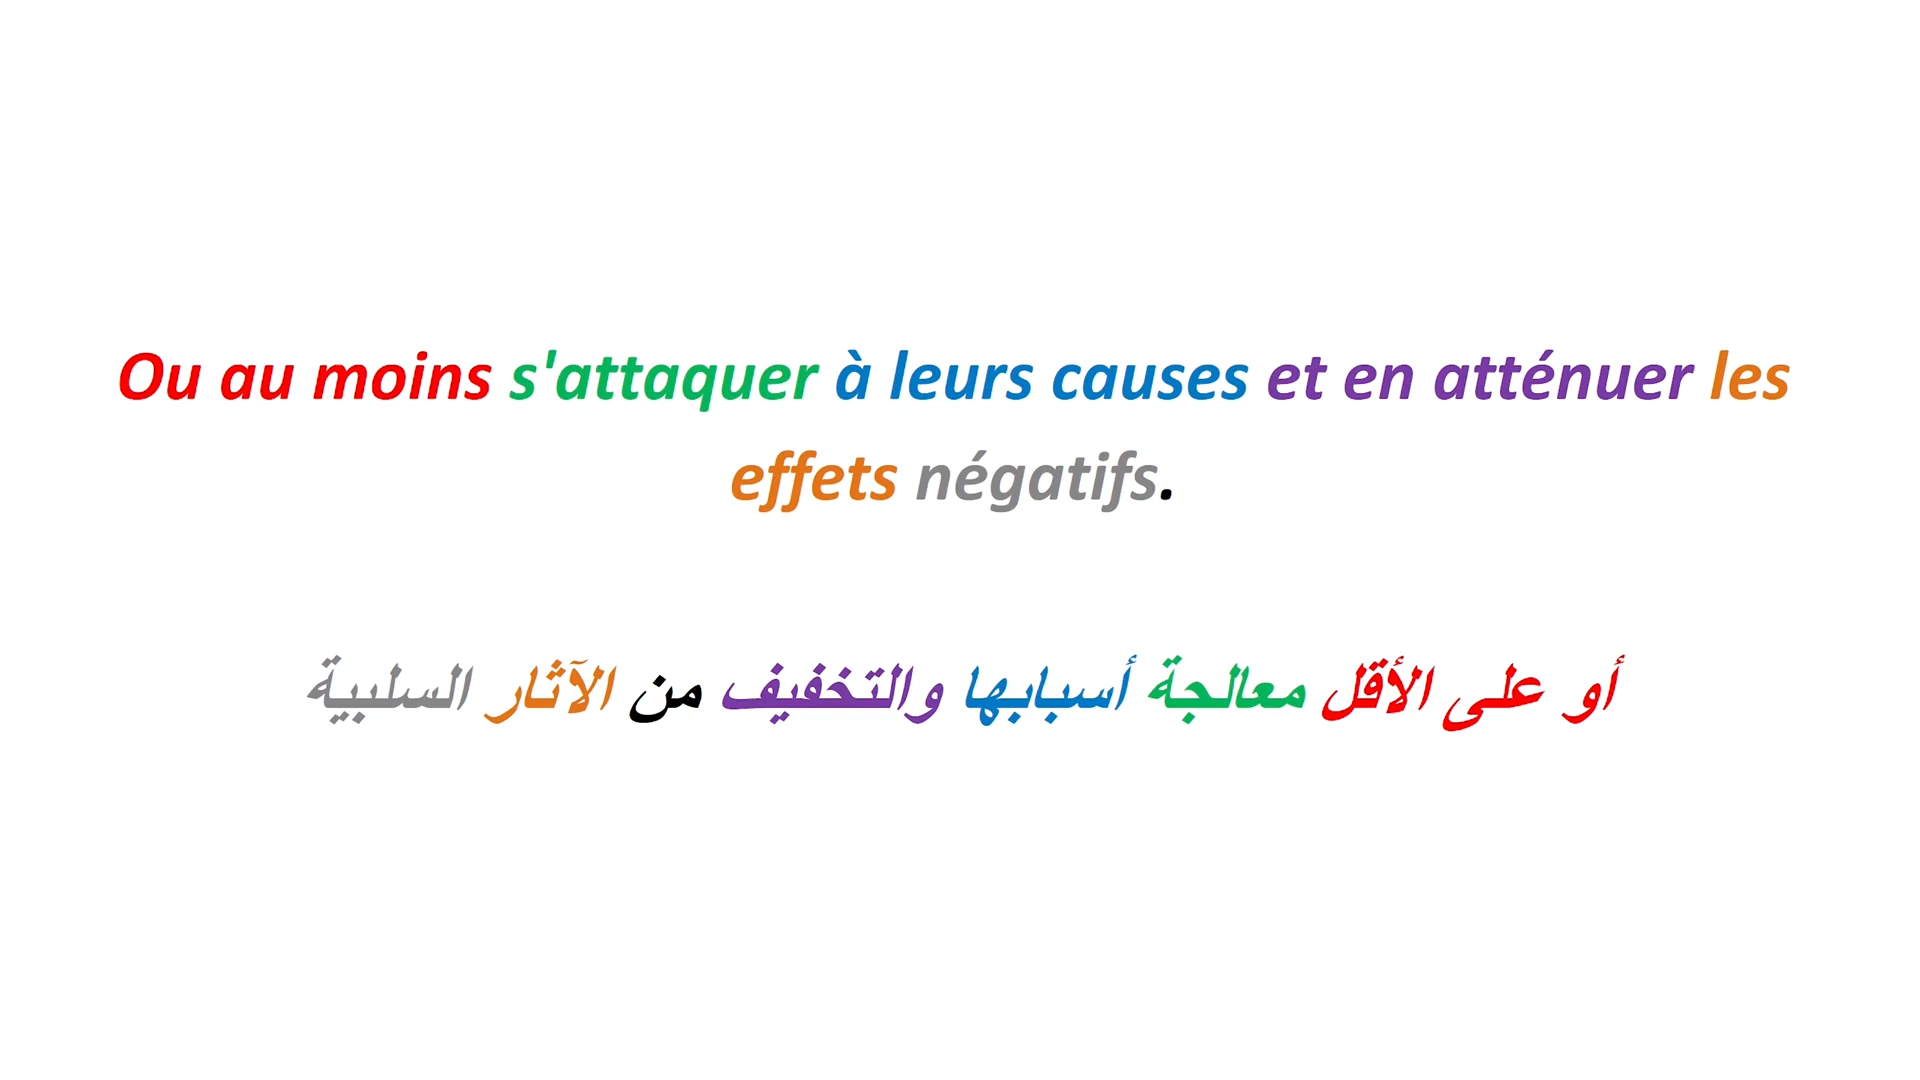 Ou au moins s'attaquer à leurs causes et en atténuer les
effets négatifs.
أو على الأقل معالجة أسبابها والتخفيف من الآثار السلبية